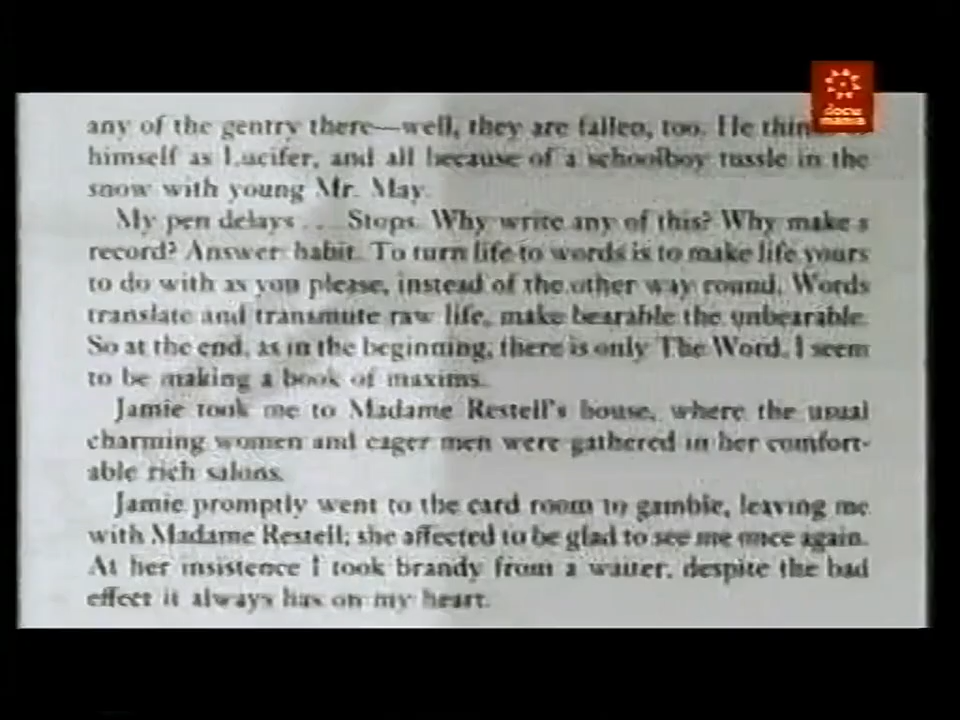 docu
mania
any of the gentry there—well, they are fallen, too. He
himself as Lucifer, and all because of a schoolboy tussle in the
snow with young Mr. May.
My pen delays . . . Stops. Why write any of this? Why make a
record? Answer: habit. To turn life to words is to make life yours
to do with as you please, instead of the other way round. Words
translate and transmute raw life, make bearable the unbearable.
So at the end, as in the beginning, there is only The Word. I seem
to be making a book of maxims.
Jamie took me to Madame Restell's house, where the usual
charming women and eager men were gathered in her comfort-
able rich salons.
Jamie promptly went to the card room to gamble, leaving me
with Madame Restell; she affected to be glad to see me once again.
At her insistence I took brandy from a waiter, despite the bad
effect it always has on my heart.